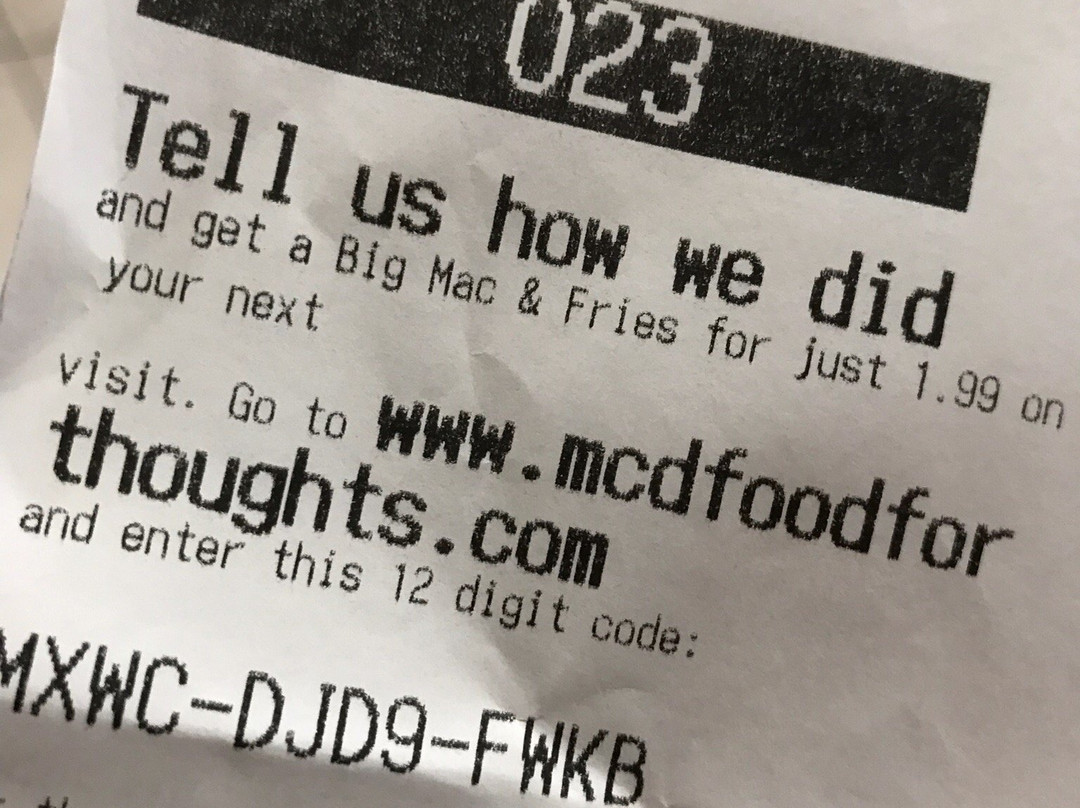 023
Tell us how we did
and get a Big Mac & Fries for just 1.99 on
your next
visit. Go to www.mcdfoodfor
thoughts.com
and enter this 12 digit code:
MXWC-DJD9-FWKB